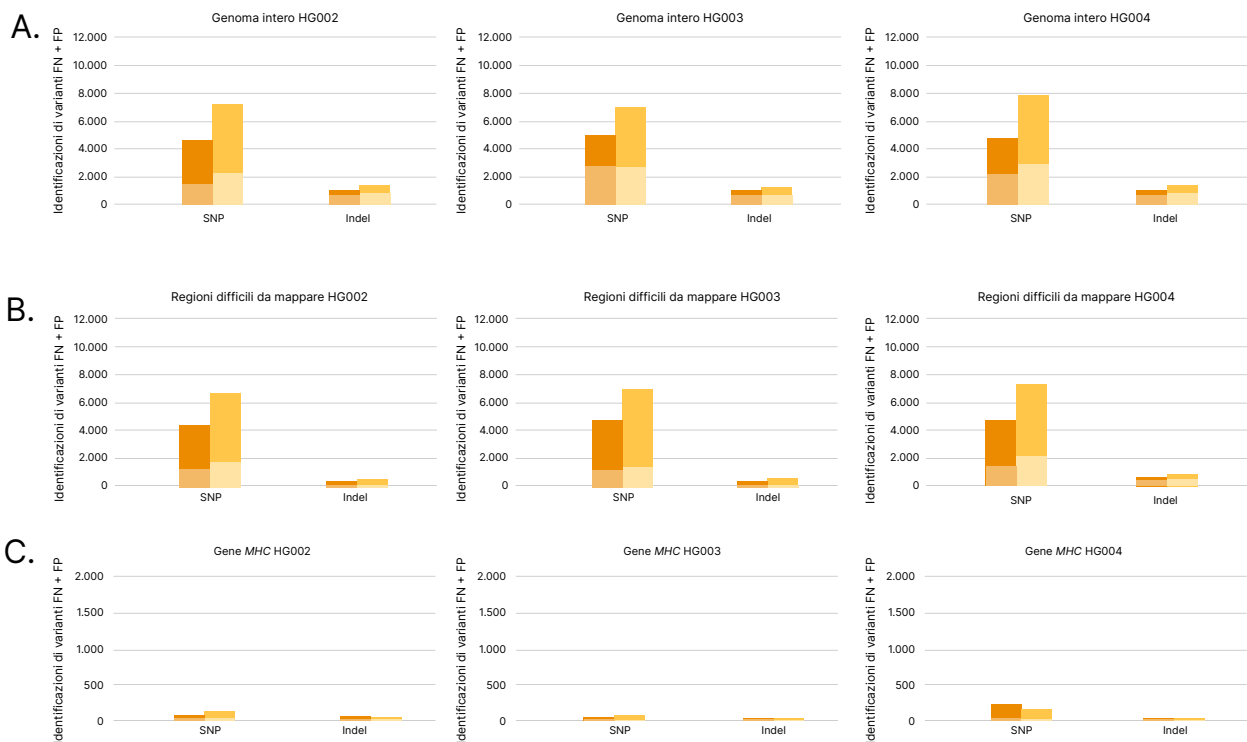 A.
Genoma intero HG002
Identificazioni di varianti FN + FP
12.000
10.000
8.000
6.000
4.000
2.000
0
SNP
Indel
Genoma intero HG003
Identificazioni di varianti FN + FP
12.000
10.000
8.000
6.000
4.000
2.000
0
SNP
Indel
Genoma intero HG004
Identificazioni di varianti FN + FP
12.000
10.000
8.000
6.000
4.000
2.000
0
SNP
Indel
B.
Regioni difficili da mappare HG002
Identificazioni di varianti FN + FP
12.000
10.000
8.000
6.000
4.000
2.000
0
SNP
Indel
Regioni difficili da mappare HG003
Identificazioni di varianti FN + FP
12.000
10.000
8.000
6.000
4.000
2.000
0
SNP
Indel
Regioni difficili da mappare HG004
Identificazioni di varianti FN + FP
12.000
10.000
8.000
6.000
4.000
2.000
0
SNP
Indel
C.
Gene MHC HG002
dentificazioni di varianti FN + FP
2.000
1.500
1.000
500
0
SNP
Indel
Gene MHC HG003
dentificazioni di varianti FN + FP
2.000
1.500
1.000
500
0
SNP
Indel
Gene MHC HG004
dentificazioni di varianti FN + FP
2.000
1.500
1.000
500
0
SNP
Indel